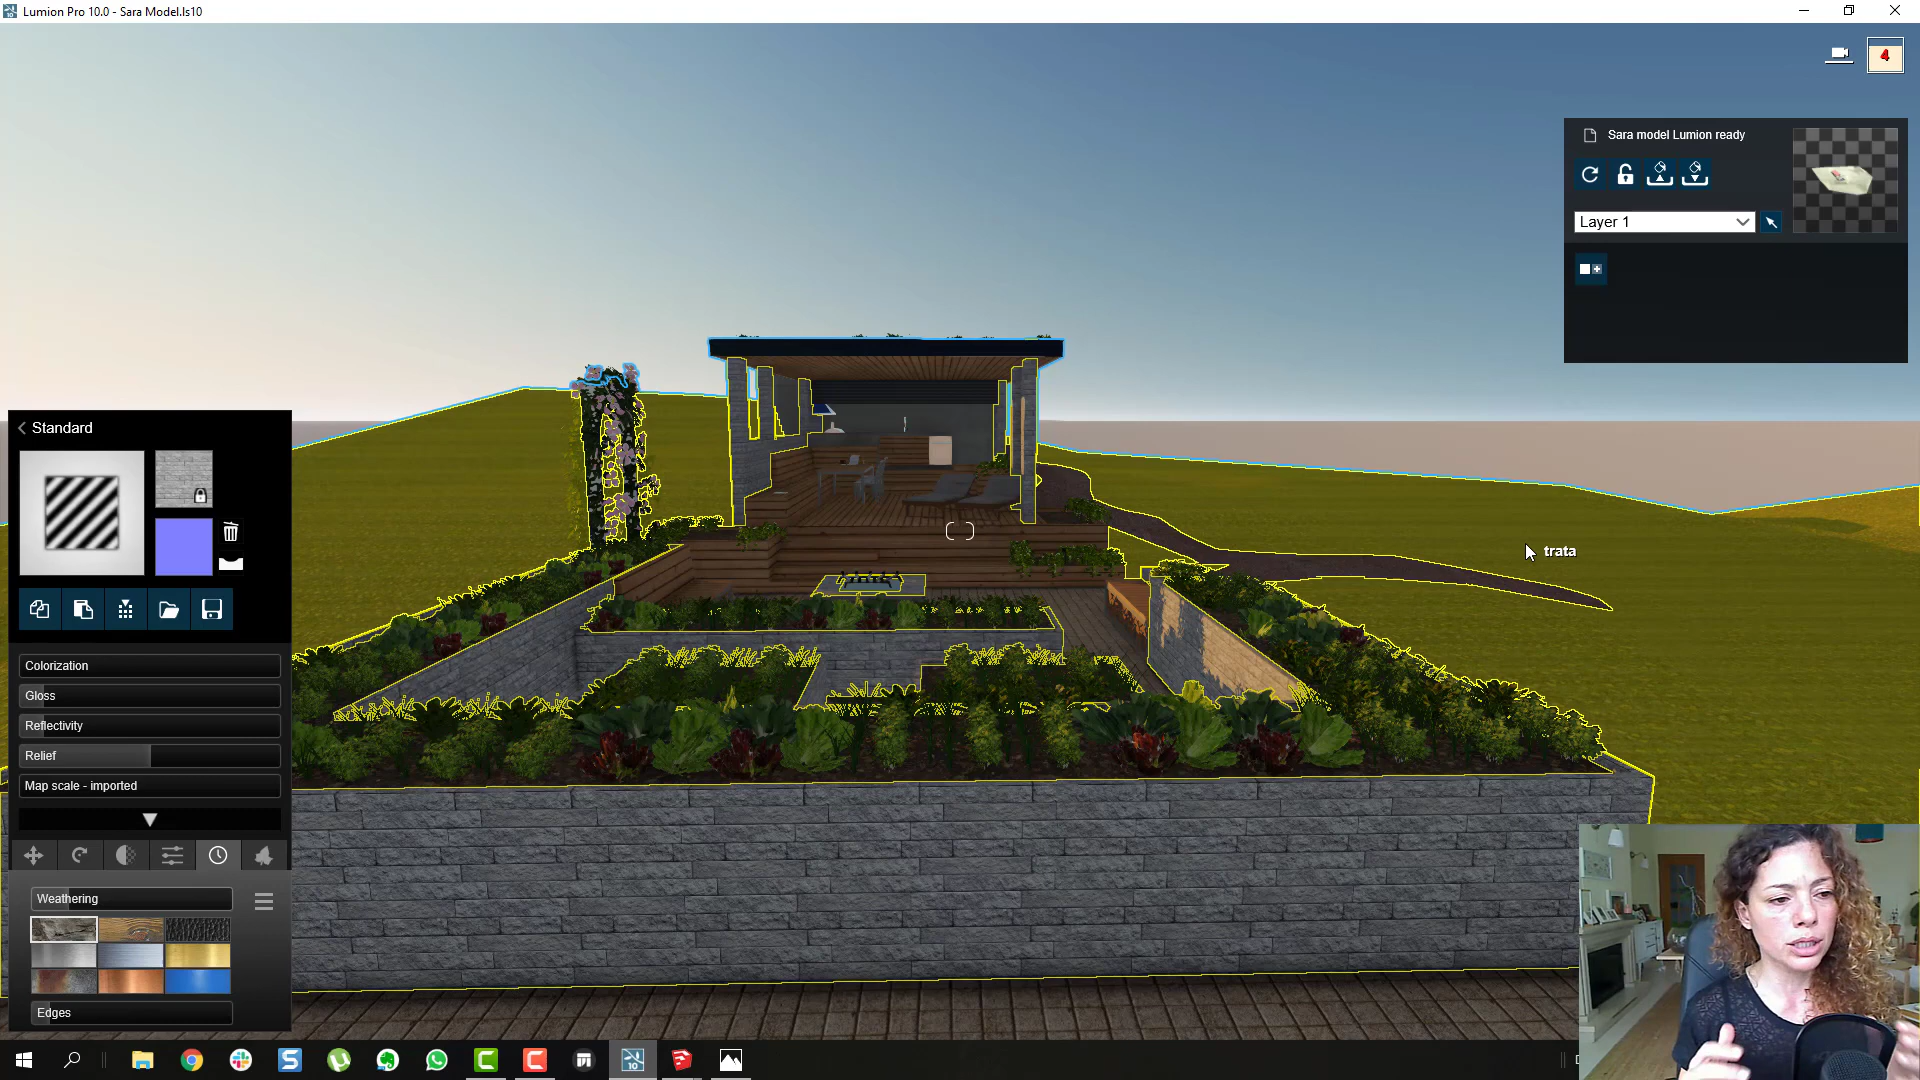 Lumion Pro 10.0 - Sara Model.ls10
4
Sara model Lumion ready
Layer 1
Standard
trata
Colorization
Gloss
Reflectivity
Relief
Map scale - imported
Weathering
Edges
S
C
C
10